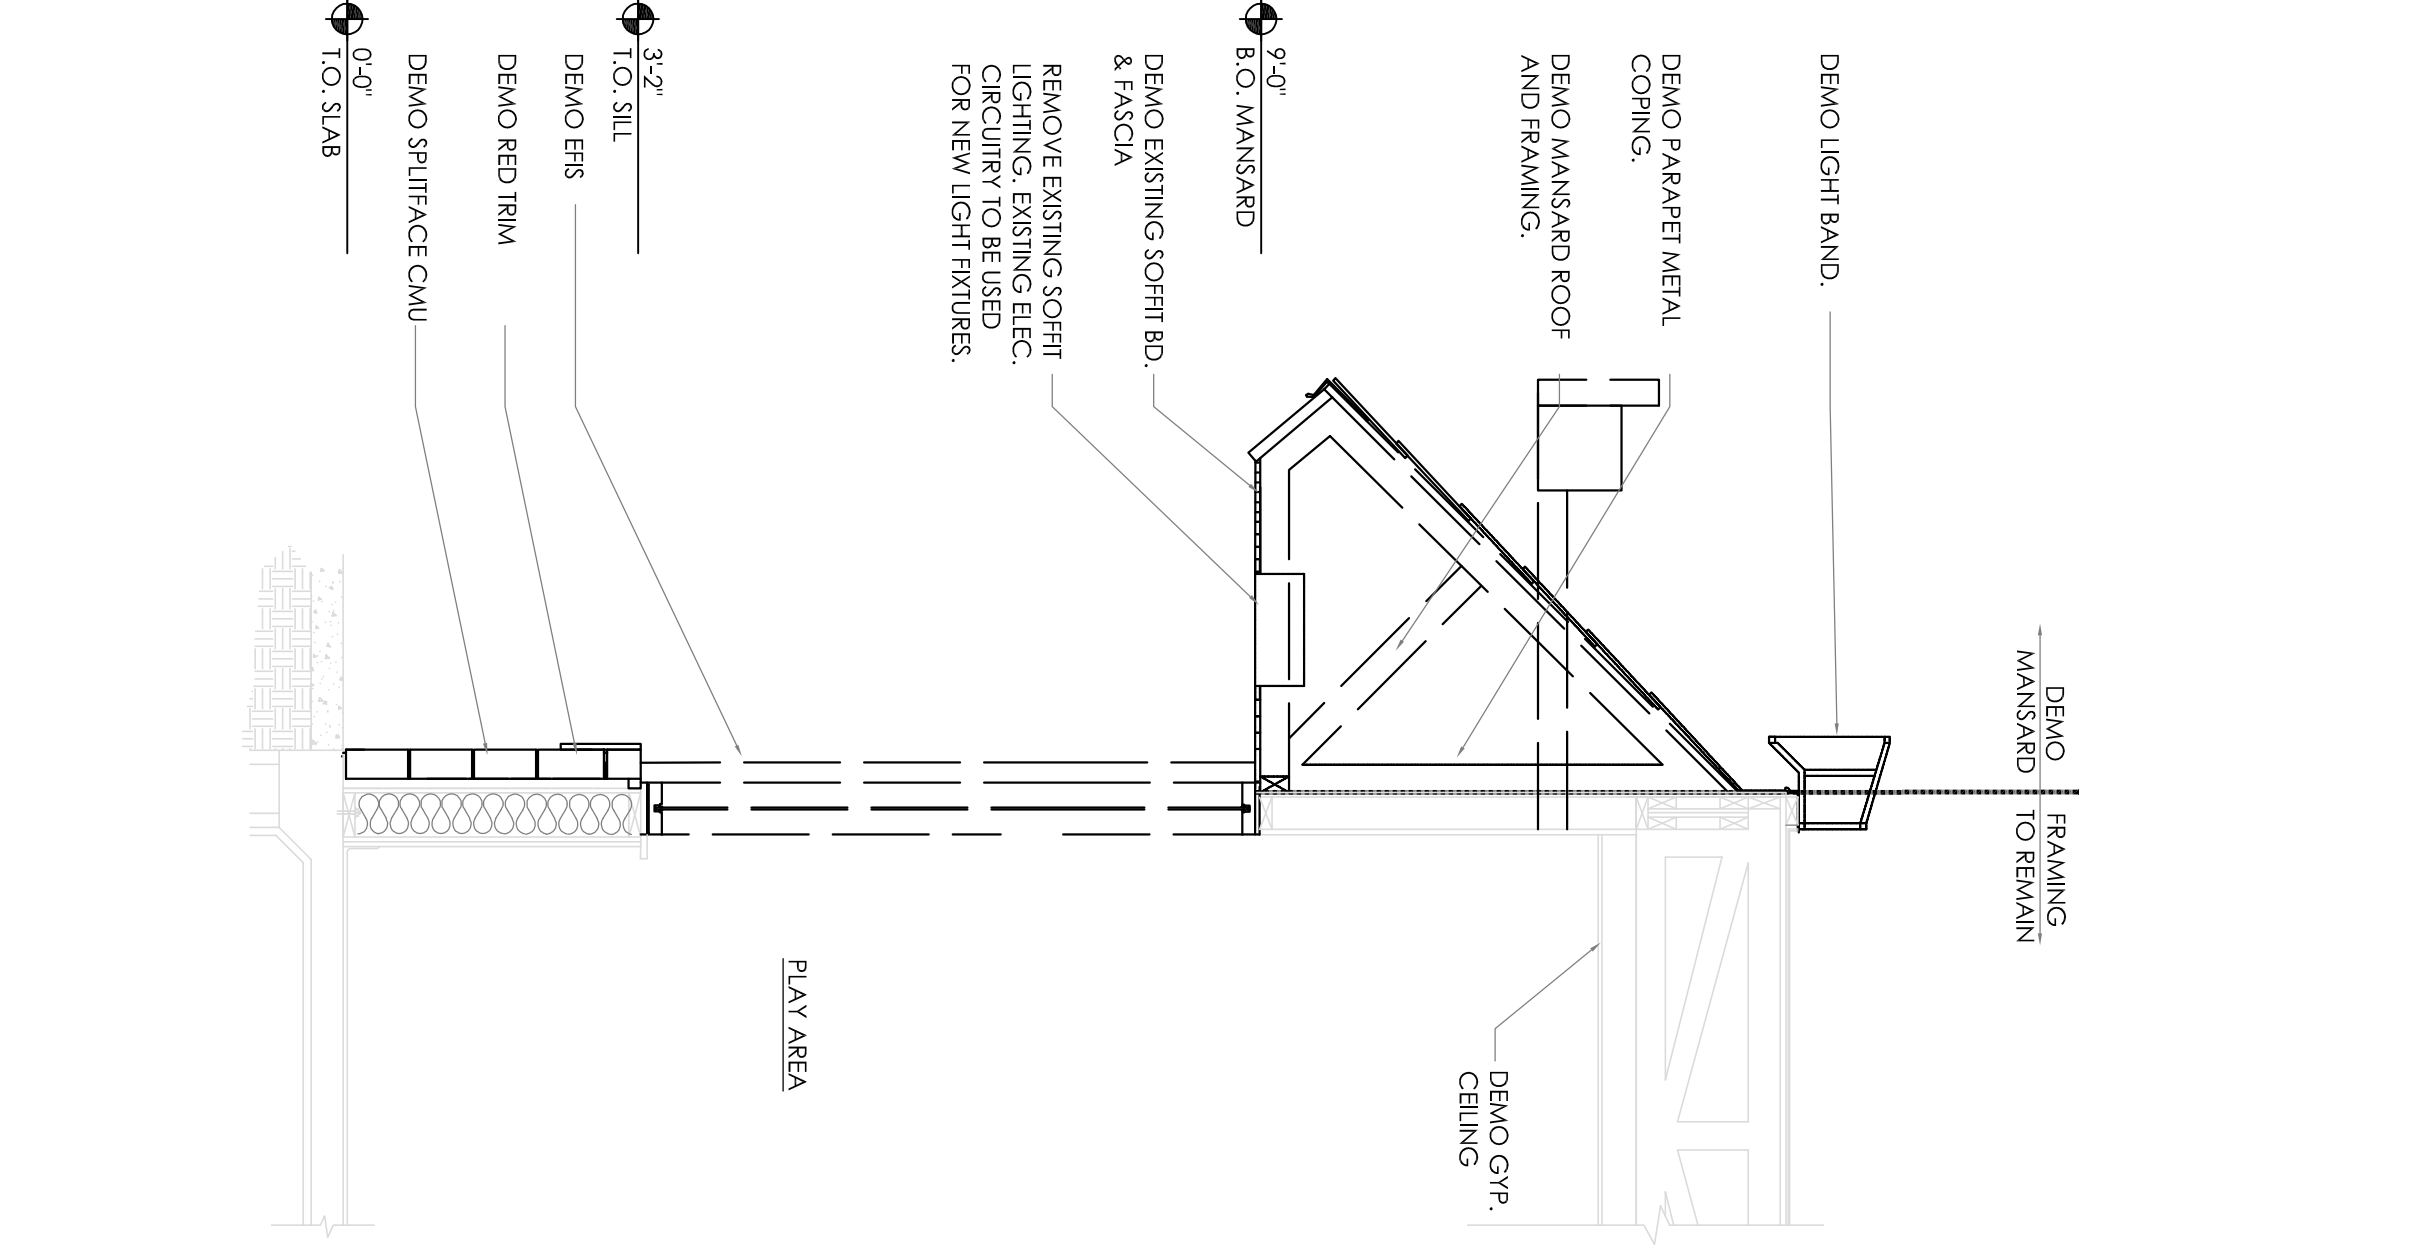 DEMO
MANSARD
FRAMING
TO REMAIN
DEMO LIGHT BAND.
DEMO PARAPET METAL
COPING.
DEMO MANSARD ROOF
AND FRAMING.
9'-0"
B.O. MANSARD
DEMO EXISTING SOFFIT BD.
& FASCIA
REMOVE EXISTING SOFFIT
LIGHTING. EXISTING ELEC.
CIRCUITRY TO BE USED
FOR NEW LIGHT FIXTURES.
DEMO GYP.
CEILING
PLAY AREA
3'-2"
T.O. SILL
DEMO EFIS
DEMO RED TRIM
DEMO SPLITFACE CMU
0'-0"
T.O. SLAB